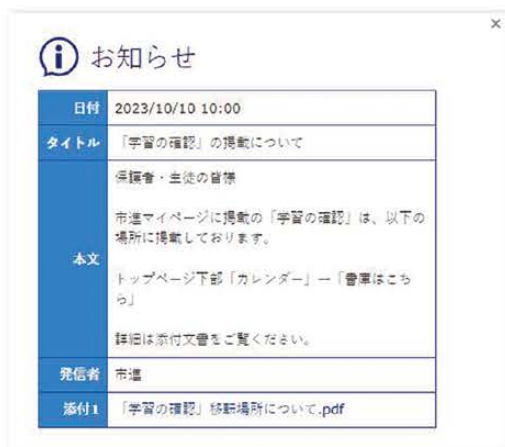 ×
お知らせ
日付 2023/10/10 10:00
タイトル 「学習の確認」の掲載について
本文 保護者・生徒の皆様
市進マイページに掲載の「学習の確認」は、以下の
場所に掲載しております。
トップページ下部「カレンダー」ー「書庫はこち
ら」
詳細は添付文書をご覧ください。
発信者 市進
添付1 「学習の確認」移転場所について.pdf